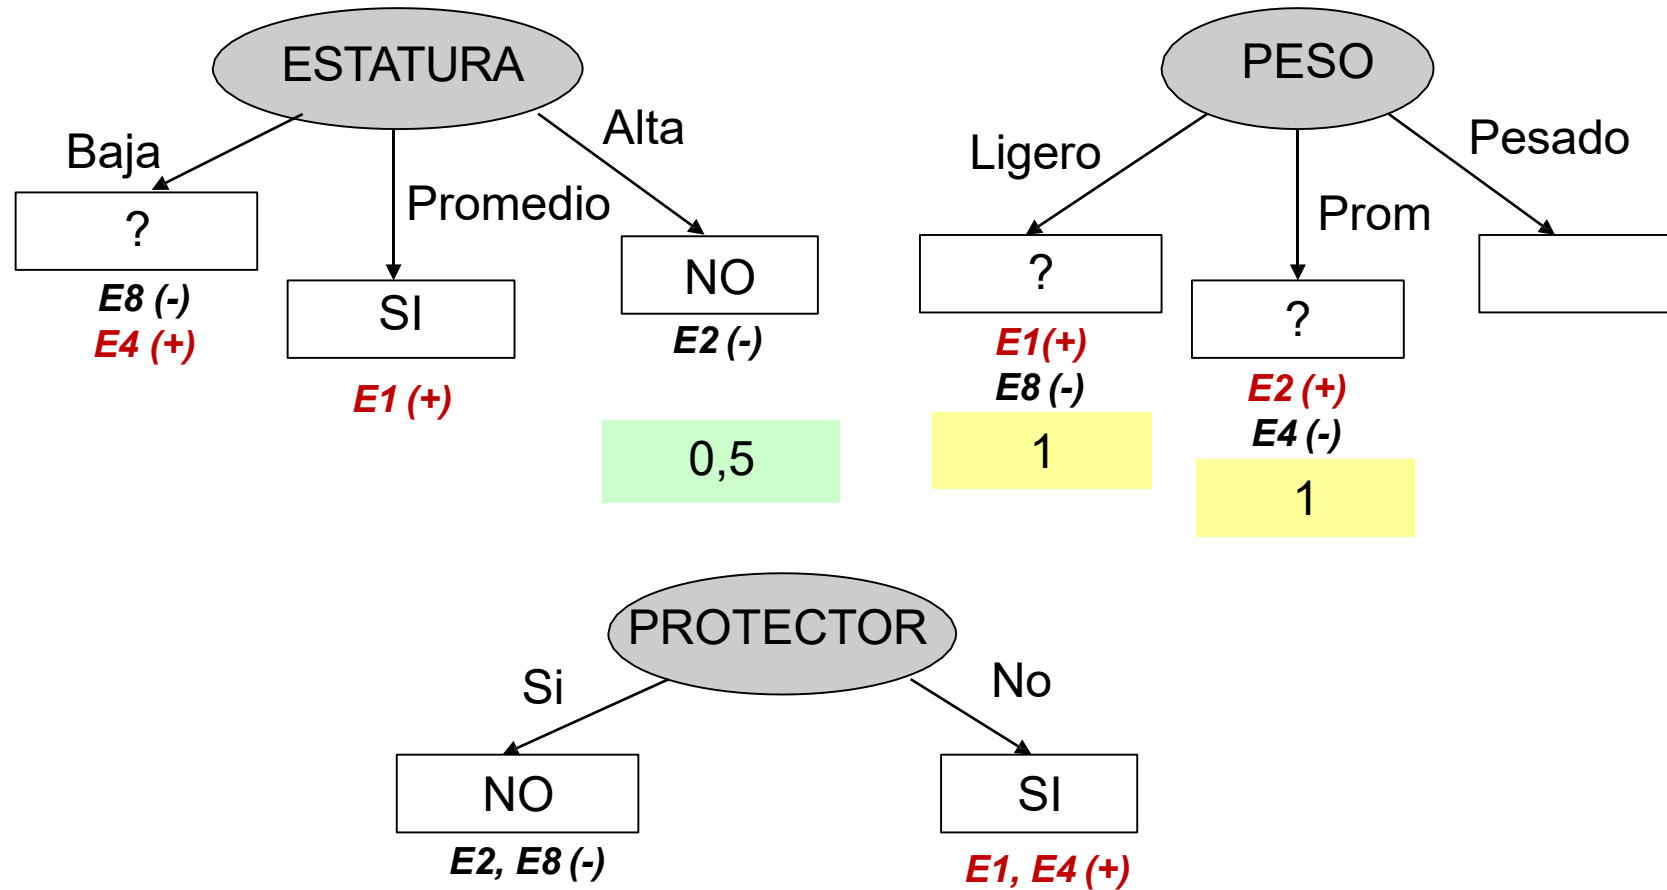 ESTATURA
Baja
Promedio
Alta
?
E8 (-)
E4 (+)
SI
E1 (+)
NO
E2 (-)
0,5
PESO
Ligero
Prom
Pesado
?
E1(+)
E8 (-)
1
?
E2 (+)
E4 (-)
1
PROTECTOR
Si
No
NO
E2, E8 (-)
SI
E1, E4 (+)